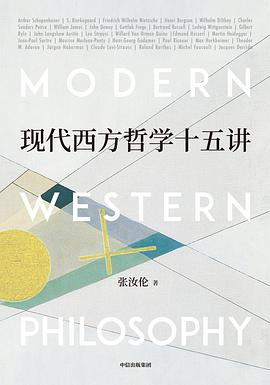 Arthur Schopenhauer | S. Kierkegaard | Friedrich Wilhelm Nietzsche | Henri Bergson | Wilhelm Dilthey | Charles
Sanders Peirce | William James | John Dewey | Gottlob Frege | Bertrand Russell | Ludwig Wittgenstein | Gilbert
Ryle | John Langshaw Austin | Leo Strauss | Willard Van Orman Quine | Edmund Husserl | Martin Heidegger |
Jean-Paul Sartre | Maurice Merleau-Ponty | Hans-Georg Gadamer | Paul Ricoeur | Max Horkheimer | Theodor
W. Adorno | Jürgen Habermas | Claude Levi-Strauss | Roland Barthes | Michel Foucault | Jacques Derrida
MODERN
现代西方哲学十五讲
WESTERN
张汝伦 著
PHILOSOPHY
中信出版集团